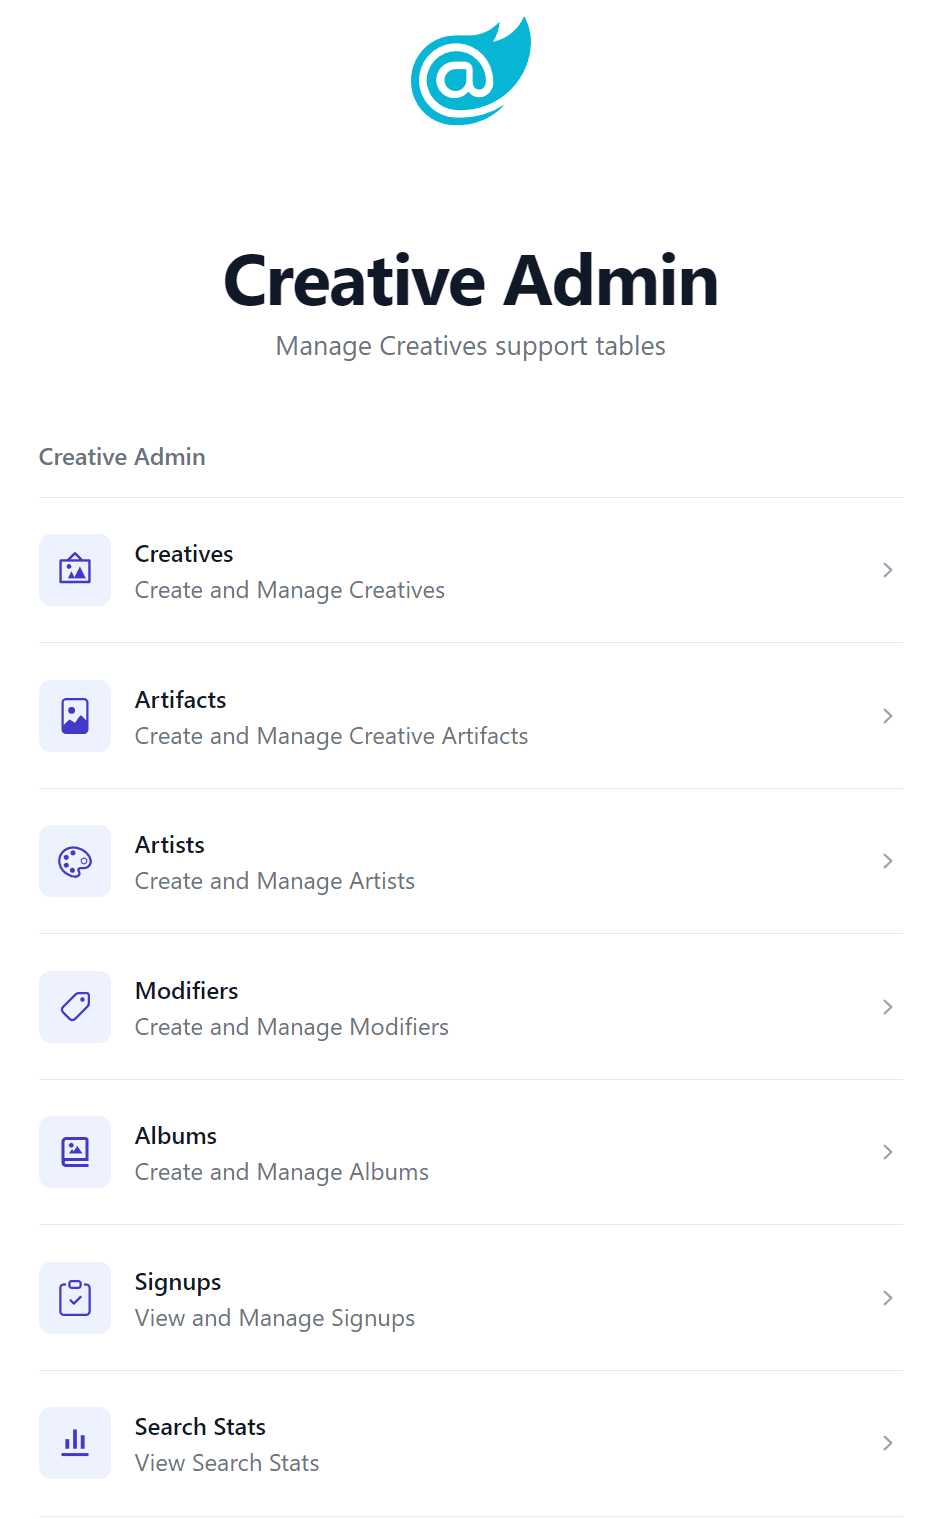 Creative Admin
Manage Creatives support tables
Creative Admin
Creatives
Create and Manage Creatives
Artifacts
Create and Manage Creative Artifacts
Artists
Create and Manage Artists
Modifiers
Create and Manage Modifiers
Albums
Create and Manage Albums
Signups
View and Manage Signups
Search Stats
View Search Stats